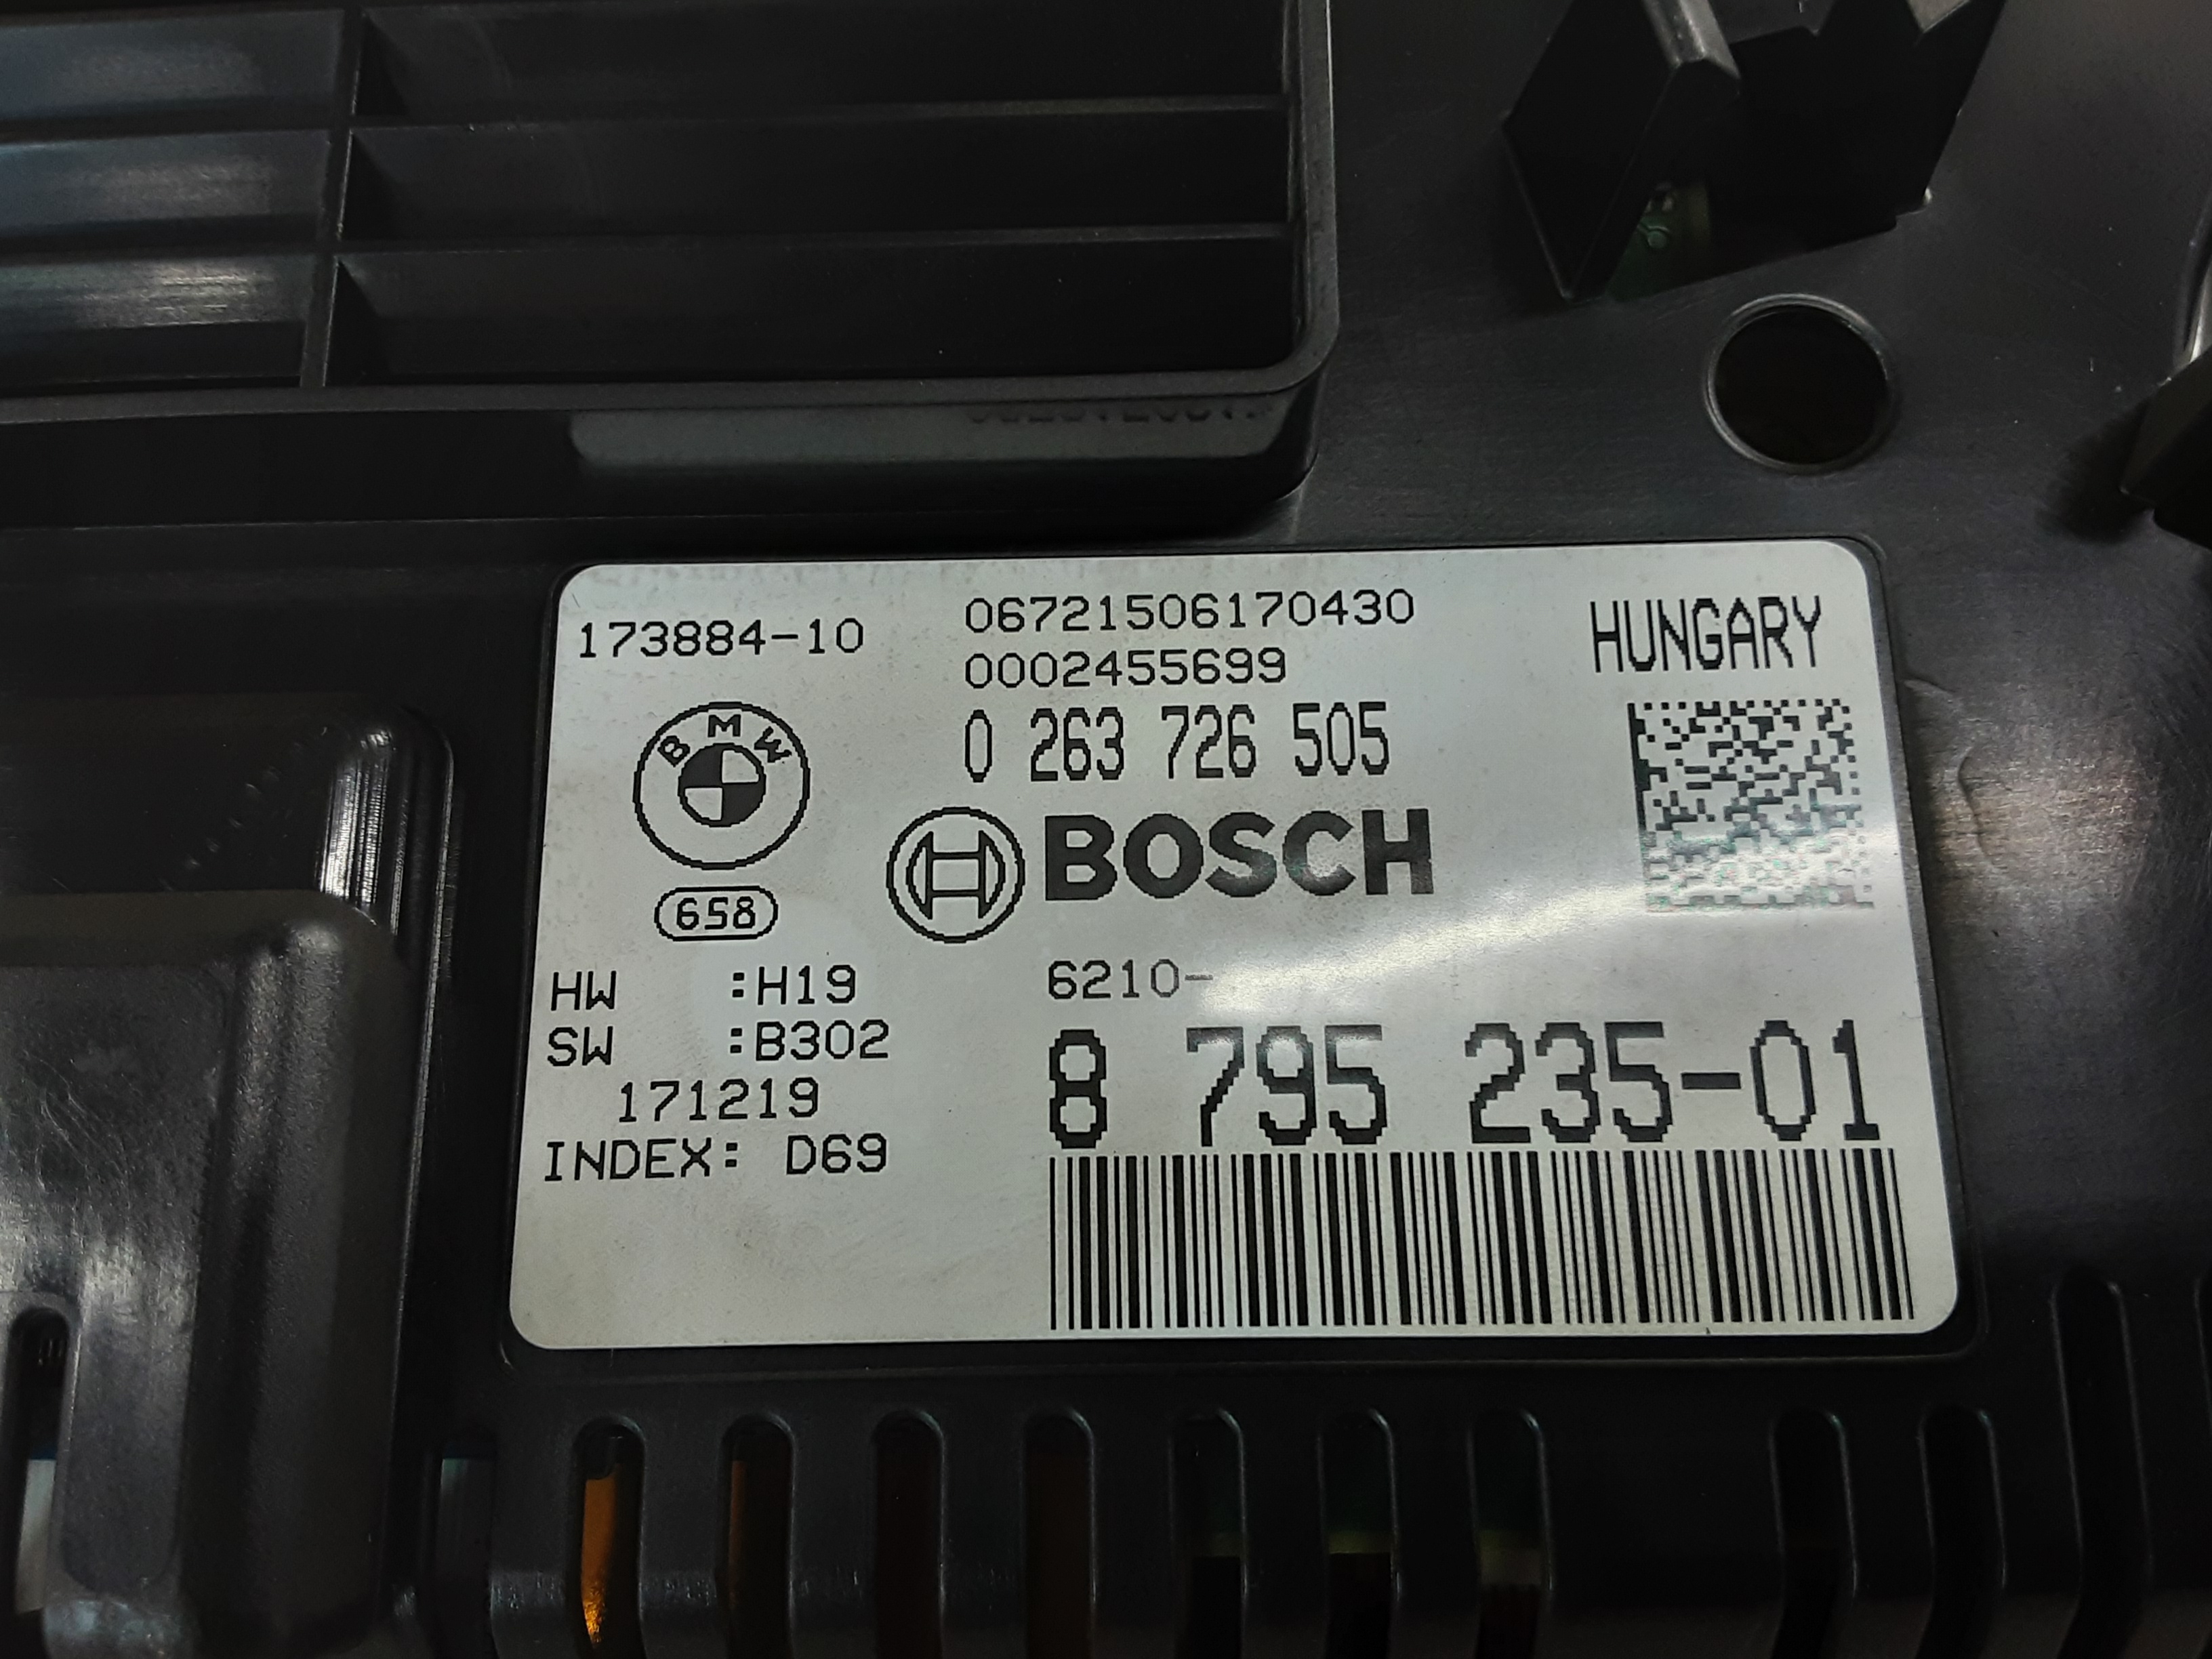 173884-10
06721506170430
0002455699
HUNGARY
0 263 726 505
BMW
BOSCH
658
6210-
HW :H19
SW :B302
171219
INDEX: D69
8 795 235-01